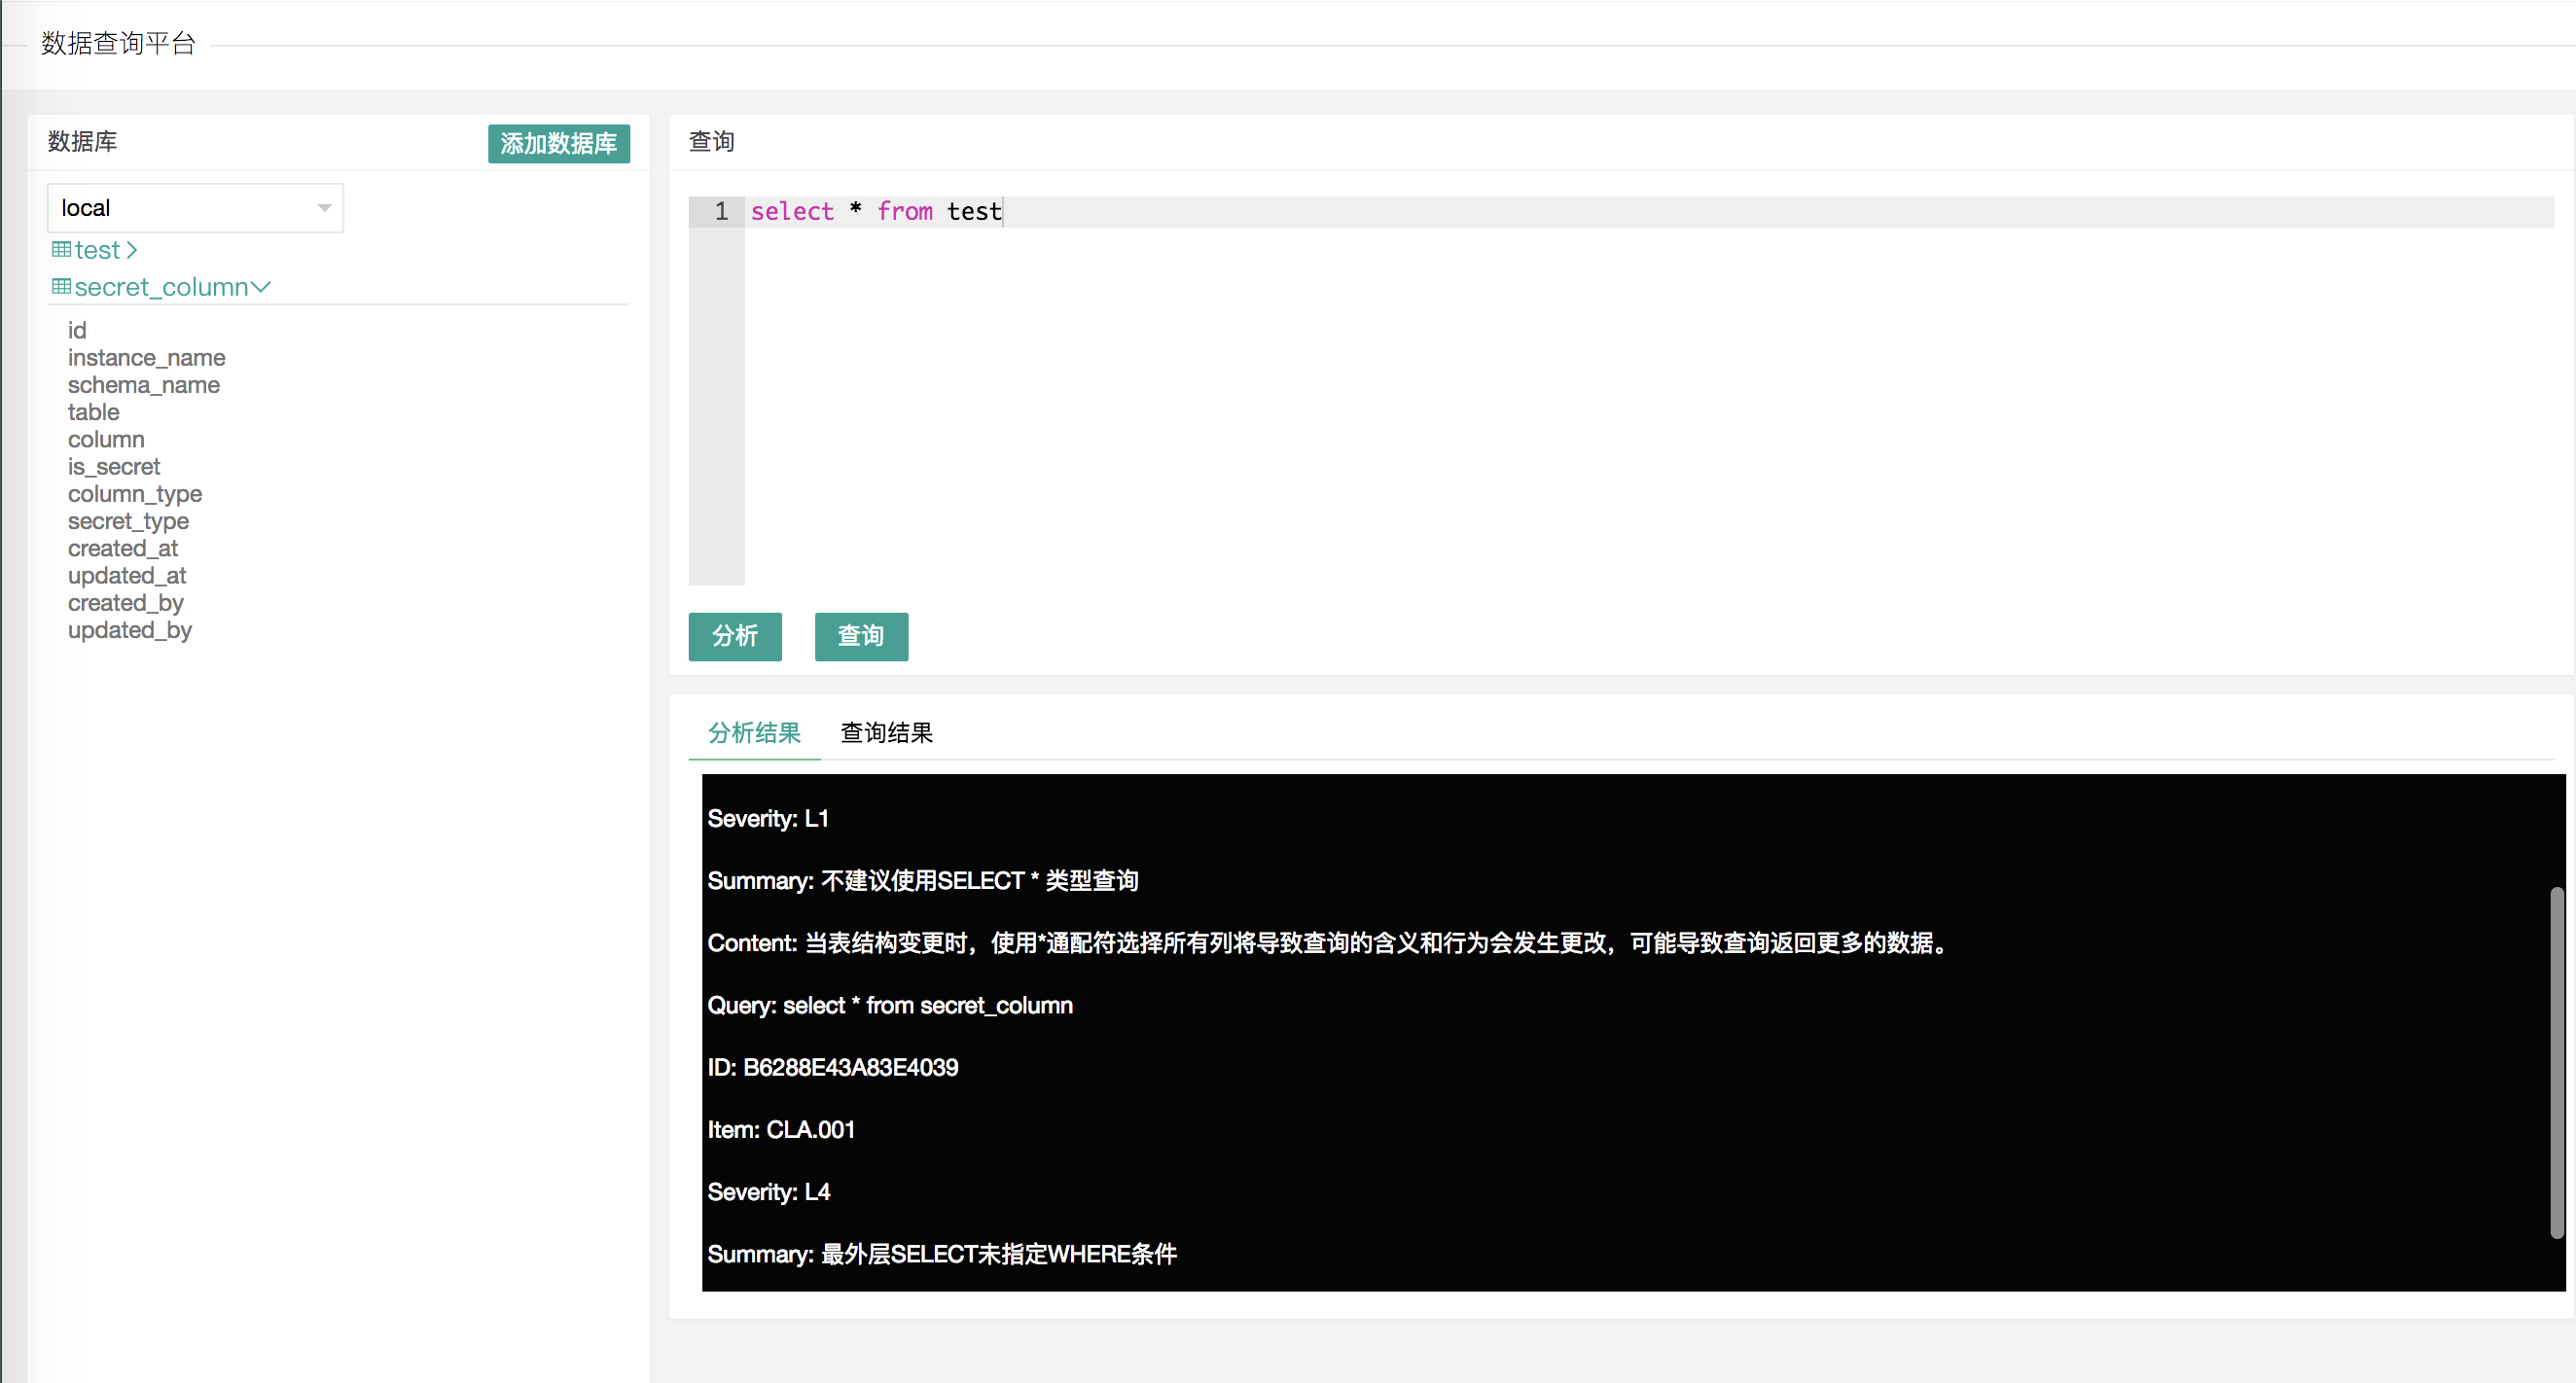 数据查询平台
数据库
添加数据库
local
test
secret_column
id
instance_name
schema_name
table
column
is_secret
column_type
secret_type
created_at
updated_at
created_by
updated_by
查询
1 select * from test
分析 查询
分析结果 查询结果
Severity: L1
Summary: 不建议使用SELECT * 类型查询
Content: 当表结构变更时，使用*通配符选择所有列将导致查询的含义和行为会发生更改，可能导致查询返回更多的数据。
Query: select * from secret_column
ID: B6288E43A83E4039
Item: CLA.001
Severity: L4
Summary: 最外层SELECT未指定WHERE条件